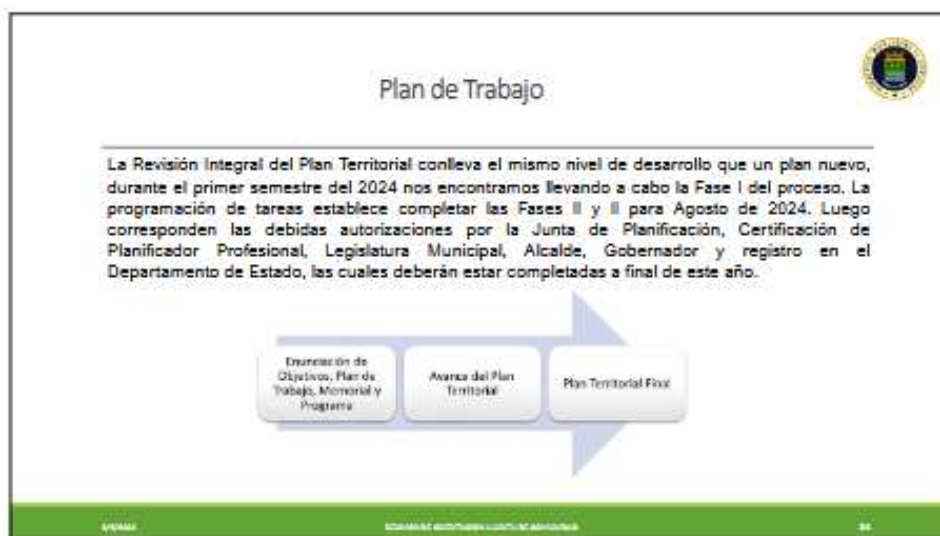 Plan de Trabajo
La Revisión Integral del Plan Territorial conlleva el mismo nivel de desarrollo que un plan nuevo,
durante el primer semestre del 2024 nos encontramos llevando a cabo la Fase I del proceso. La
programación de tareas establece completar las Fases II y II para Agosto de 2024. Luego
corresponden las debidas autorizaciones por la Junta de Planificación, Certificación de
Planificador Profesional, Legislatura Municipal, Alcalde, Gobernador y registro en el
Departamento de Estado, las cuales deberán estar completadas a final de este año.
Enunciación de
Objetivos, Plan de
Trabajo, Memorial y
Programa
Avance del Plan
Territorial
Plan Territorial Final